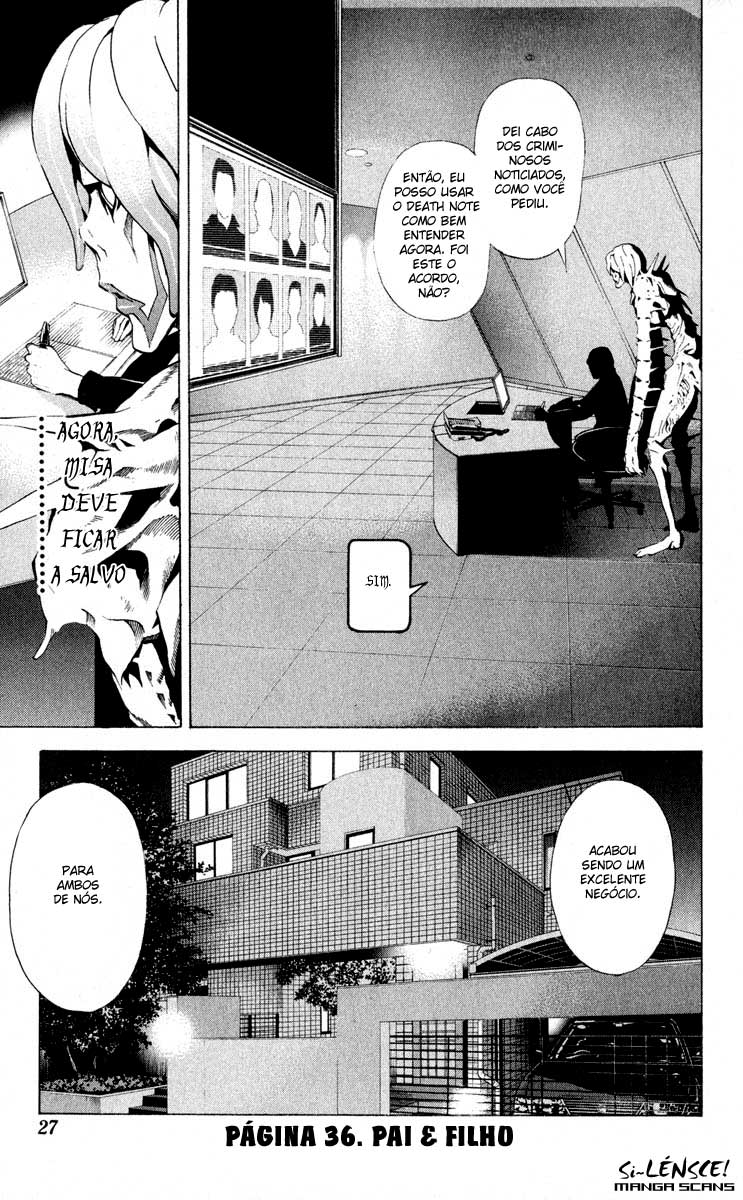 DEI CABO
DOS CRIMI-
NOSOS
NOTICIADOS,
COMO VOCÊ
PEDIU.
ENTÃO, EU
POSSO USAR
O DEATH NOTE
COMO BEM
ENTENDER
AGORA. FOI
ESTE O
ACORDO,
NÃO?
SIM.
AGORA,
MISA
DEVE
FICAR
A SALVO
ACABOU
SENDO UM
EXCELENTE
NEGÓCIO.
PARA
AMBOS
DE NÓS.
27
PÁGINA 36. PAI & FILHO
Si~LÉNSCE!
MANGA SCANS